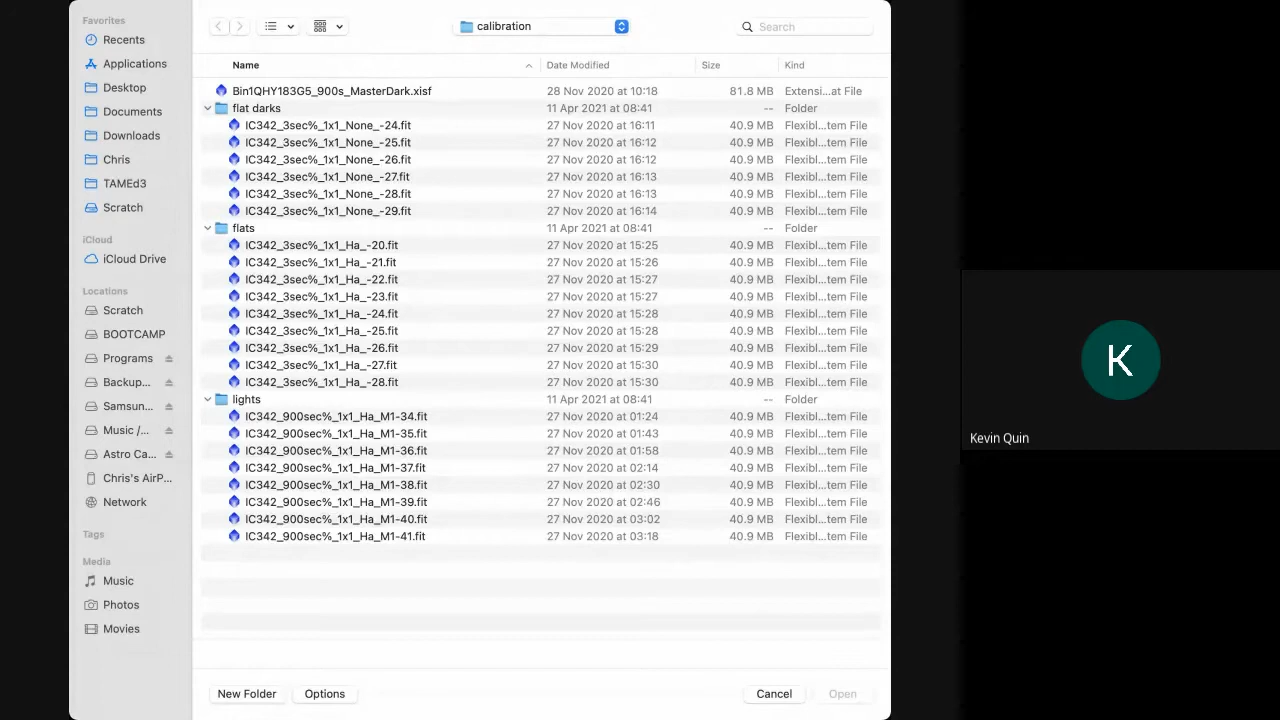 Favorites
Recents
Applications
Desktop
Documents
Downloads
Chris
TAMEd3
Scratch
iCloud
iCloud Drive
Locations
Scratch
BOOTCAMP
Programs
Backup...
Samsun...
Music /...
Astro Ca...
Chris's AirP...
Network
Tags
Media
Music
Photos
Movies
calibration
Search
Name Date Modified Size Kind
Bin1QHY183G5_900s_MasterDark.xisf 28 Nov 2020 at 10:18 81.8 MB Extensi...at File
flat darks 11 Apr 2021 at 08:41 -- Folder
IC342_3sec%_1x1_None_-24.fit 27 Nov 2020 at 16:11 40.9 MB Flexibl...tem File
IC342_3sec%_1x1_None_-25.fit 27 Nov 2020 at 16:12 40.9 MB Flexibl...tem File
IC342_3sec%_1x1_None_-26.fit 27 Nov 2020 at 16:12 40.9 MB Flexibl...tem File
IC342_3sec%_1x1_None_-27.fit 27 Nov 2020 at 16:13 40.9 MB Flexibl...tem File
IC342_3sec%_1x1_None_-28.fit 27 Nov 2020 at 16:13 40.9 MB Flexibl...tem File
IC342_3sec%_1x1_None_-29.fit 27 Nov 2020 at 16:14 40.9 MB Flexibl...tem File
flats 11 Apr 2021 at 08:41 -- Folder
IC342_3sec%_1x1_Ha_-20.fit 27 Nov 2020 at 15:25 40.9 MB Flexibl...tem File
IC342_3sec%_1x1_Ha_-21.fit 27 Nov 2020 at 15:26 40.9 MB Flexibl...tem File
IC342_3sec%_1x1_Ha_-22.fit 27 Nov 2020 at 15:27 40.9 MB Flexibl...tem File
IC342_3sec%_1x1_Ha_-23.fit 27 Nov 2020 at 15:27 40.9 MB Flexibl...tem File
IC342_3sec%_1x1_Ha_-24.fit 27 Nov 2020 at 15:28 40.9 MB Flexibl...tem File
IC342_3sec%_1x1_Ha_-25.fit 27 Nov 2020 at 15:28 40.9 MB Flexibl...tem File
IC342_3sec%_1x1_Ha_-26.fit 27 Nov 2020 at 15:29 40.9 MB Flexibl...tem File
IC342_3sec%_1x1_Ha_-27.fit 27 Nov 2020 at 15:30 40.9 MB Flexibl...tem File
IC342_3sec%_1x1_Ha_-28.fit 27 Nov 2020 at 15:30 40.9 MB Flexibl...tem File
lights 11 Apr 2021 at 08:41 -- Folder
IC342_900sec%_1x1_Ha_M1-34.fit 27 Nov 2020 at 01:24 40.9 MB Flexibl...tem File
IC342_900sec%_1x1_Ha_M1-35.fit 27 Nov 2020 at 01:43 40.9 MB Flexibl...tem File
IC342_900sec%_1x1_Ha_M1-36.fit 27 Nov 2020 at 01:58 40.9 MB Flexibl...tem File
IC342_900sec%_1x1_Ha_M1-37.fit 27 Nov 2020 at 02:14 40.9 MB Flexibl...tem File
IC342_900sec%_1x1_Ha_M1-38.fit 27 Nov 2020 at 02:30 40.9 MB Flexibl...tem File
IC342_900sec%_1x1_Ha_M1-39.fit 27 Nov 2020 at 02:46 40.9 MB Flexibl...tem File
IC342_900sec%_1x1_Ha_M1-40.fit 27 Nov 2020 at 03:02 40.9 MB Flexibl...tem File
IC342_900sec%_1x1_Ha_M1-41.fit 27 Nov 2020 at 03:18 40.9 MB Flexibl...tem File
New Folder Options Cancel Open
K
Kevin Quin